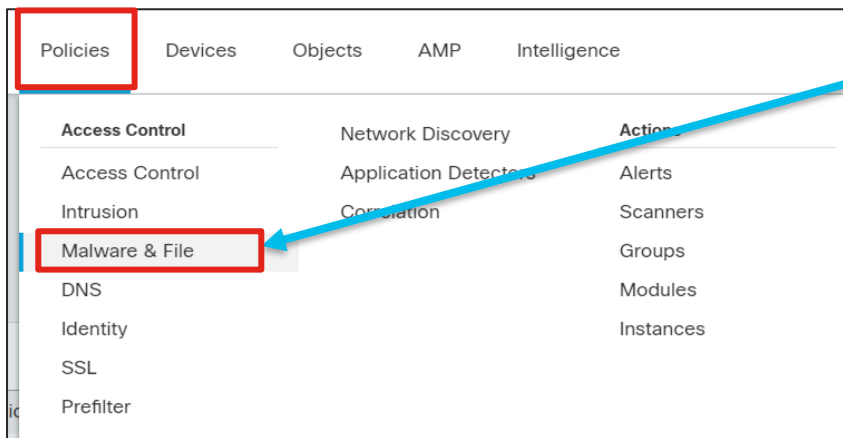 Policies Devices Objects AMP Intelligence
Access Control
Access Control
Intrusion
Malware & File
DNS
Identity
SSL
Prefilter
Network Discovery
Application Detectors
Correlation
Actions
Alerts
Scanners
Groups
Modules
Instances